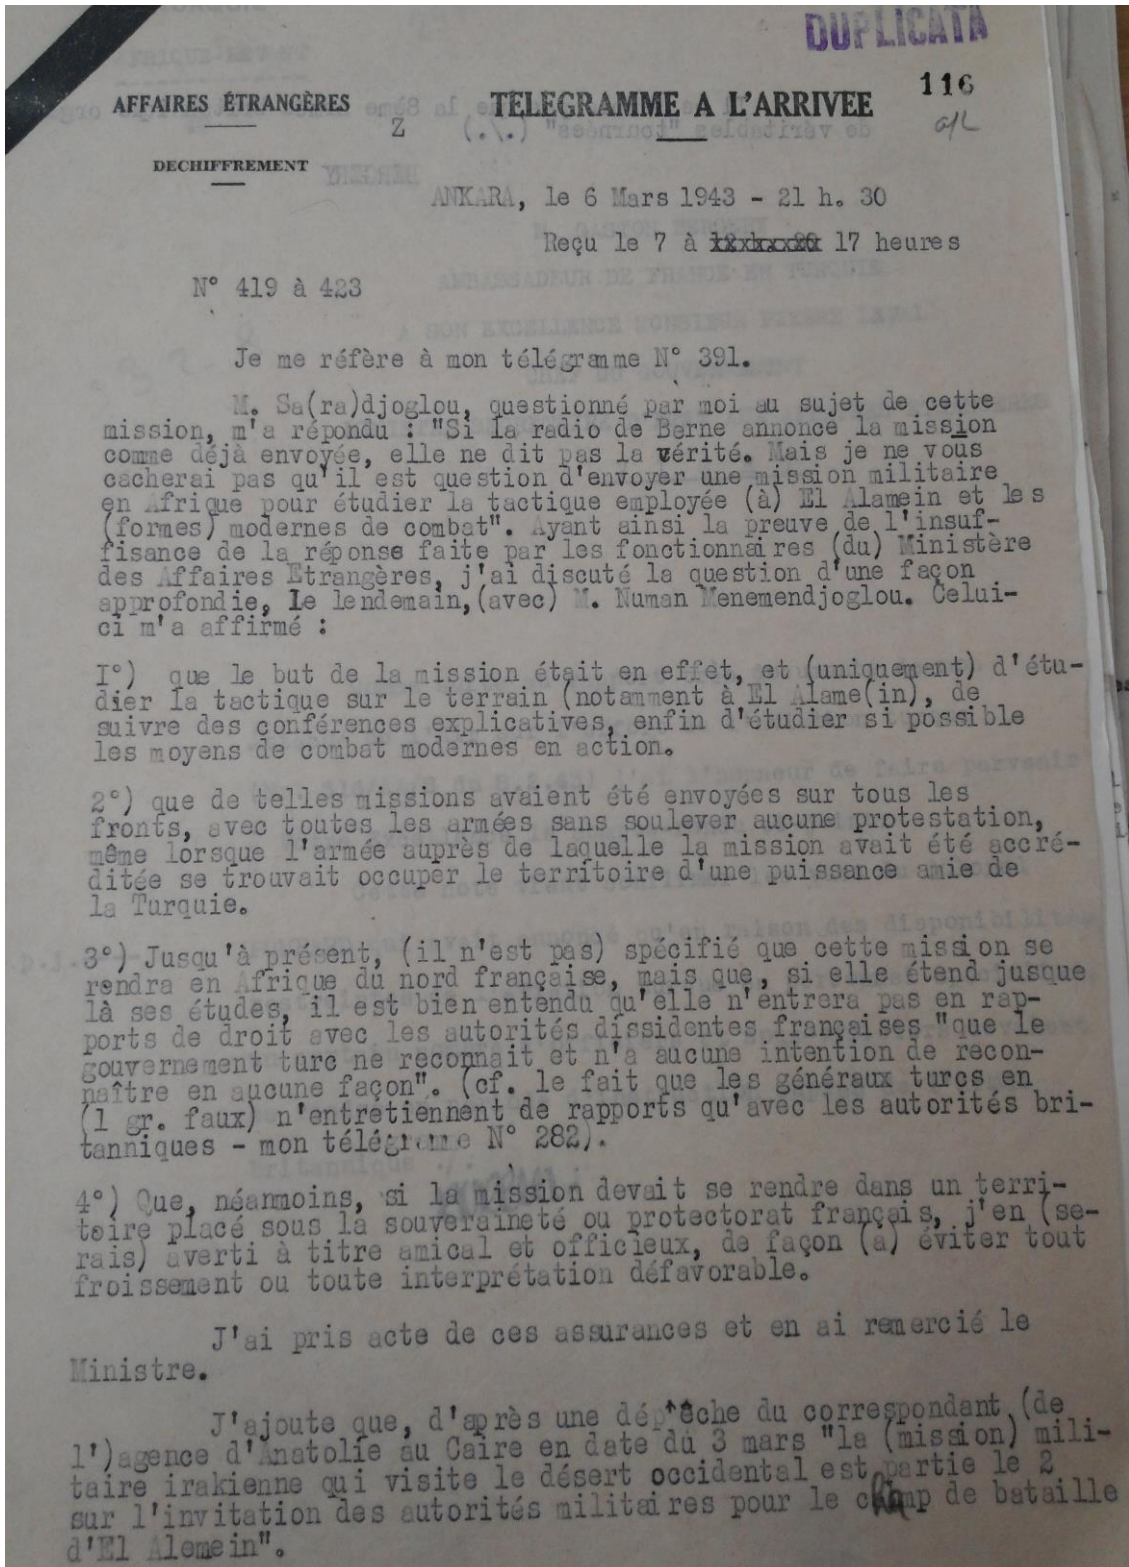 DUPLICATA
116
AFFAIRES ÉTRANGÈRES
TELEGRAMME A L'ARRIVEE
Z
DECHIFFREMENT
ANKARA, le 6 Mars 1943 - 21 h. 30
Reçu le 7 à 17 heures
N° 419 à 423
Je me réfère à mon télégramme N° 391.
M. Sa(ra)djoglou, questionné par moi au sujet de cette
mission, m'a répondu : "Si la radio de Berne annonce la mission
comme déjà envoyée, elle ne dit pas la vérité. Mais je ne vous
cacherai pas qu'il est question d'envoyer une mission militaire
en Afrique pour étudier la tactique employée (à) El Alamein et les
(formes) modernes de combat". Ayant ainsi la preuve de l'insuf-
fisance de la réponse faite par les fonctionnaires (du) Ministère
des Affaires Etrangères, j'ai discuté la question d'une façon
approfondie, le lendemain, (avec) M. Numan Menemendjoglou. Celui-
ci m'a affirmé :
I°) que le but de la mission était en effet, et (uniquement) d'étu-
dier la tactique sur le terrain (notamment à El Alame(in), de
suivre des conférences explicatives, enfin d'étudier si possible
les moyens de combat modernes en action.
2°) que de telles missions avaient été envoyées sur tous les
fronts, avec toutes les armées sans soulever aucune protestation,
même lorsque l'armée auprès de laquelle la mission avait été accré-
ditée se trouvait occuper le territoire d'une puissance amie de
la Turquie.
3°) Jusqu'à présent, (il n'est pas) spécifié que cette mission se
rendra en Afrique du nord française, mais que, si elle étend jusque
là ses études, il est bien entendu qu'elle n'entrera pas en rap-
ports de droit avec les autorités dissidentes françaises "que le
gouvernement turc ne reconnait et n'a aucune intention de recon-
naître en aucune façon". (cf. le fait que les généraux turcs en
(1 gr. faux) n'entretiennent de rapports qu'avec les autorités bri-
tanniques - mon télégramme N° 282).
4°) Que, néanmoins, si la mission devait se rendre dans un terri-
toire placé sous la souveraineté ou protectorat français, j'en (se-
rais) averti à titre amical et officieux, de façon (à) éviter tout
froissement ou toute interprétation défavorable.
J'ai pris acte de ces assurances et en ai remercié le
Ministre.
J'ajoute que, d'après une dépêche du correspondant (de
l')agence d'Anatolie au Caire en date du 3 mars "la (mission) mili-
taire irakienne qui visite le désert occidental est partie le 2
sur l'invitation des autorités militaires pour le champ de bataille
d'El Alemein".